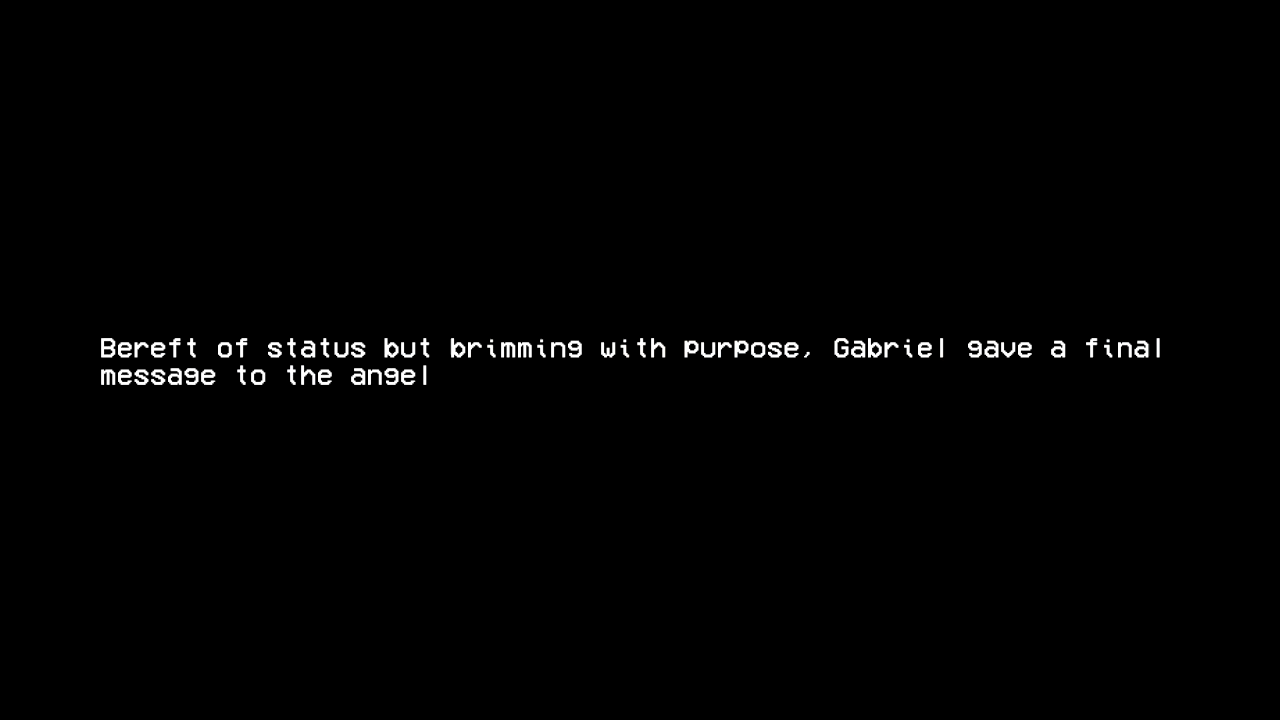 Bereft of status but brimming with purpose, Gabriel gave a final
message to the angel